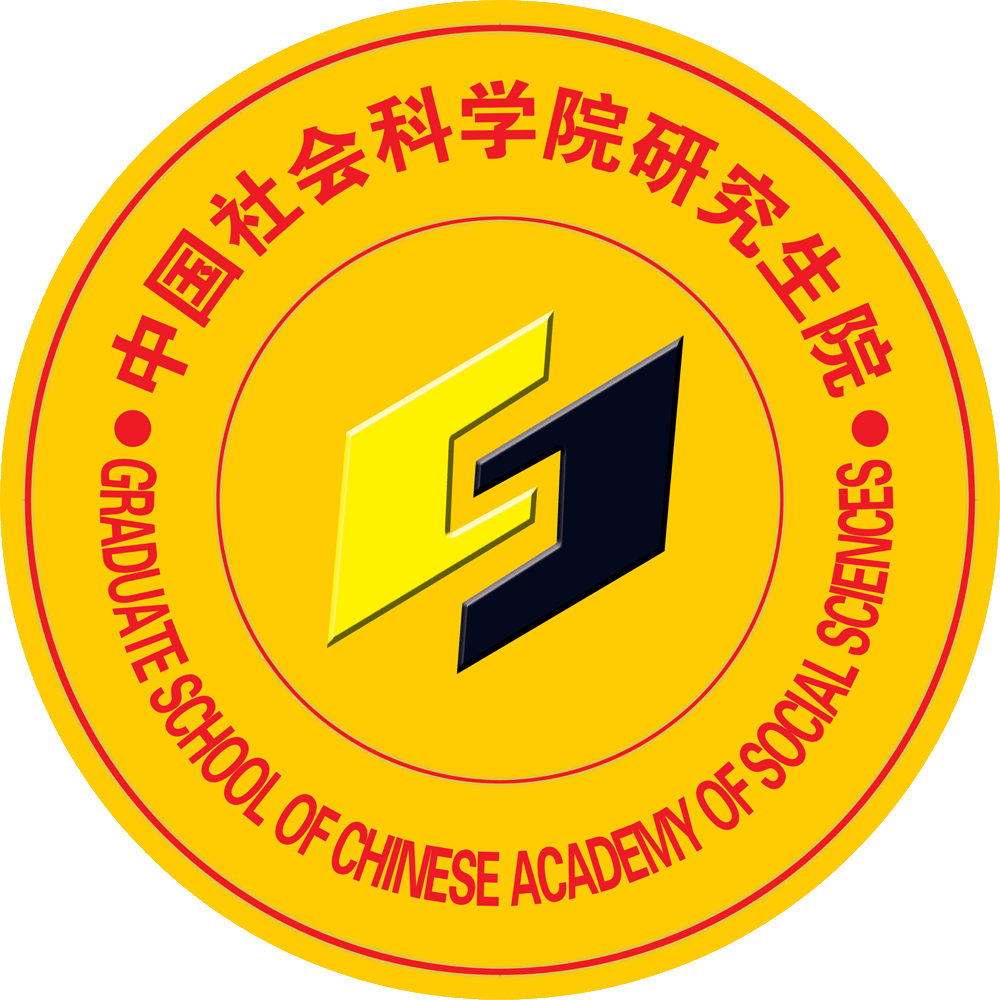 中国社会科学院研究生院
GRADUATE SCHOOL OF CHINESE ACADEMY OF SOCIAL SCIENCES